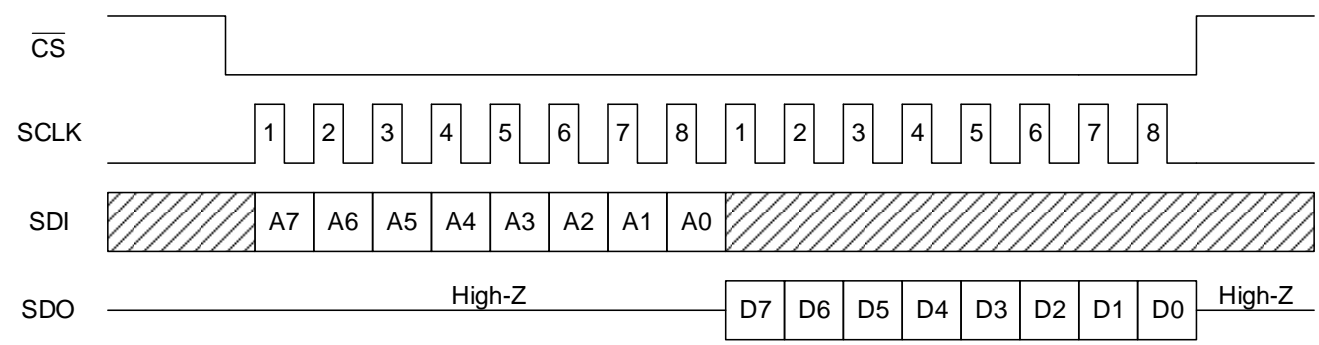 CS
SCLK 1 2 3 4 5 6 7 8 1 2 3 4 5 6 7 8
SDI A7 A6 A5 A4 A3 A2 A1 A0
SDO High-Z D7 D6 D5 D4 D3 D2 D1 D0 High-Z